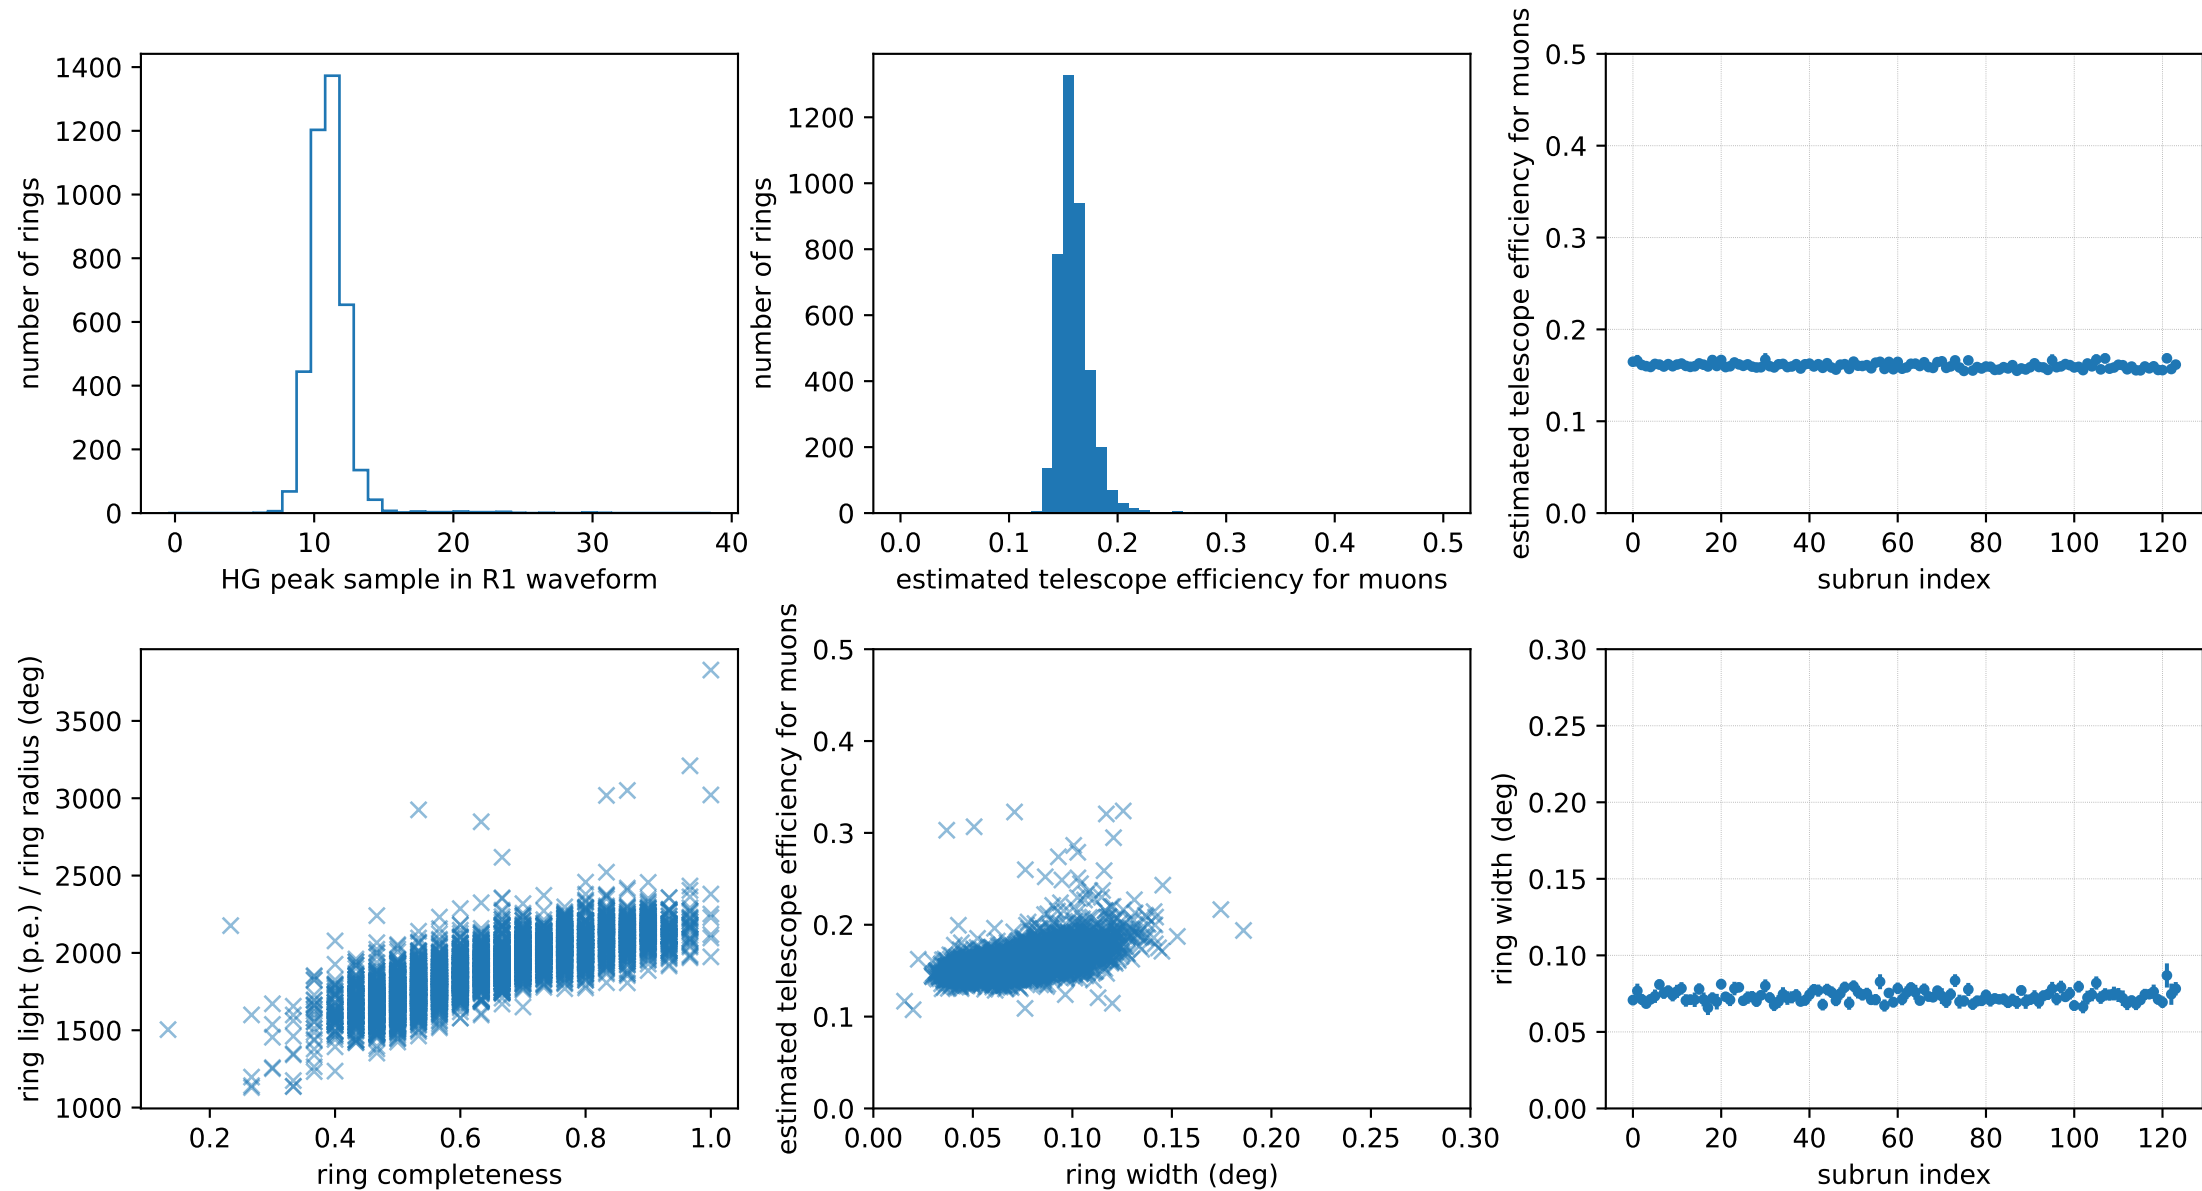 1400
1200
1000
800
600
400
200
0
number of rings
0 10 20 30 40
HG peak sample in R1 waveform
1200
1000
800
600
400
200
0
number of rings
0.0 0.1 0.2 0.3 0.4 0.5
estimated telescope efficiency for muons
0.5
0.4
0.3
0.2
0.1
0.0
estimated telescope efficiency for muons
0 20 40 60 80 100 120
subrun index
3500
3000
2500
2000
1500
1000
ring light (p.e.) / ring radius (deg)
0.2 0.4 0.6 0.8 1.0
ring completeness
0.5
0.4
0.3
0.2
0.1
0.0
estimated telescope efficiency for muons
0.00 0.05 0.10 0.15 0.20 0.25 0.30
ring width (deg)
0.30
0.25
0.20
0.15
0.10
0.05
0.00
ring width (deg)
0 20 40 60 80 100 120
subrun index